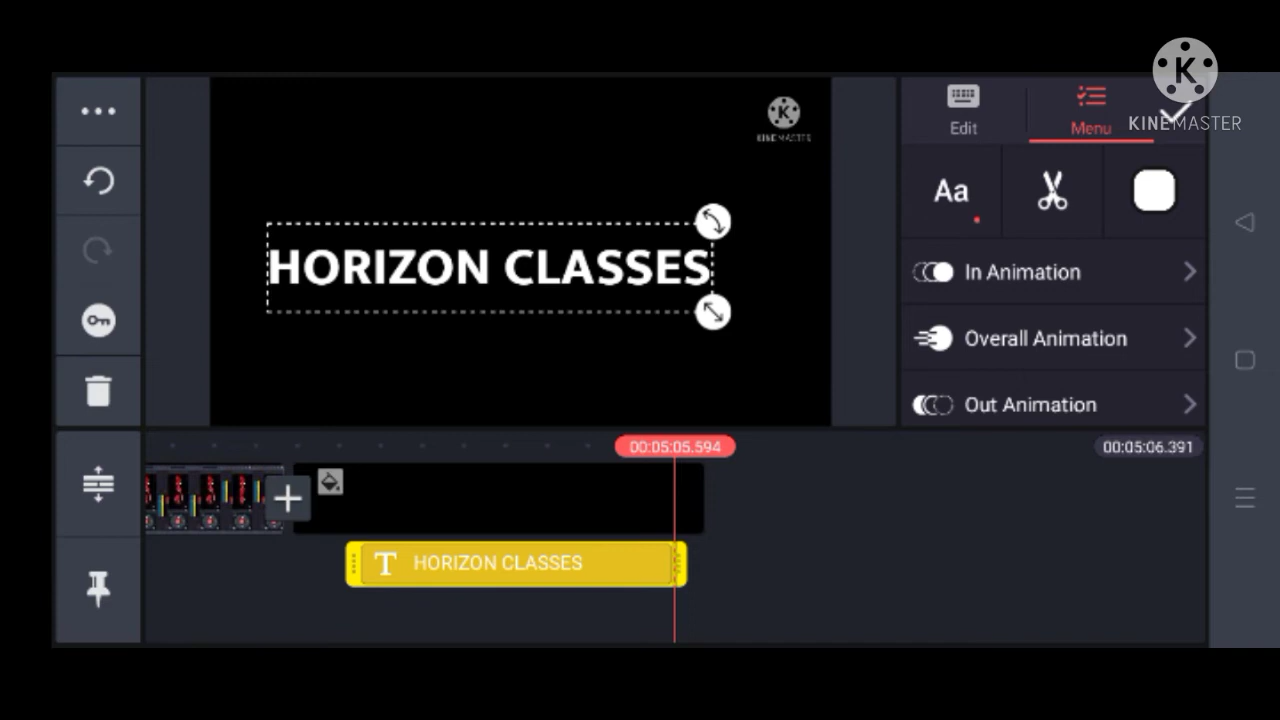 KINEMASTER
Edit
Menu
KINEMASTER
Aa
HORIZON CLASSES
In Animation
Overall Animation
Out Animation
00:05:05.594
00:05:06.391
T HORIZON CLASSES